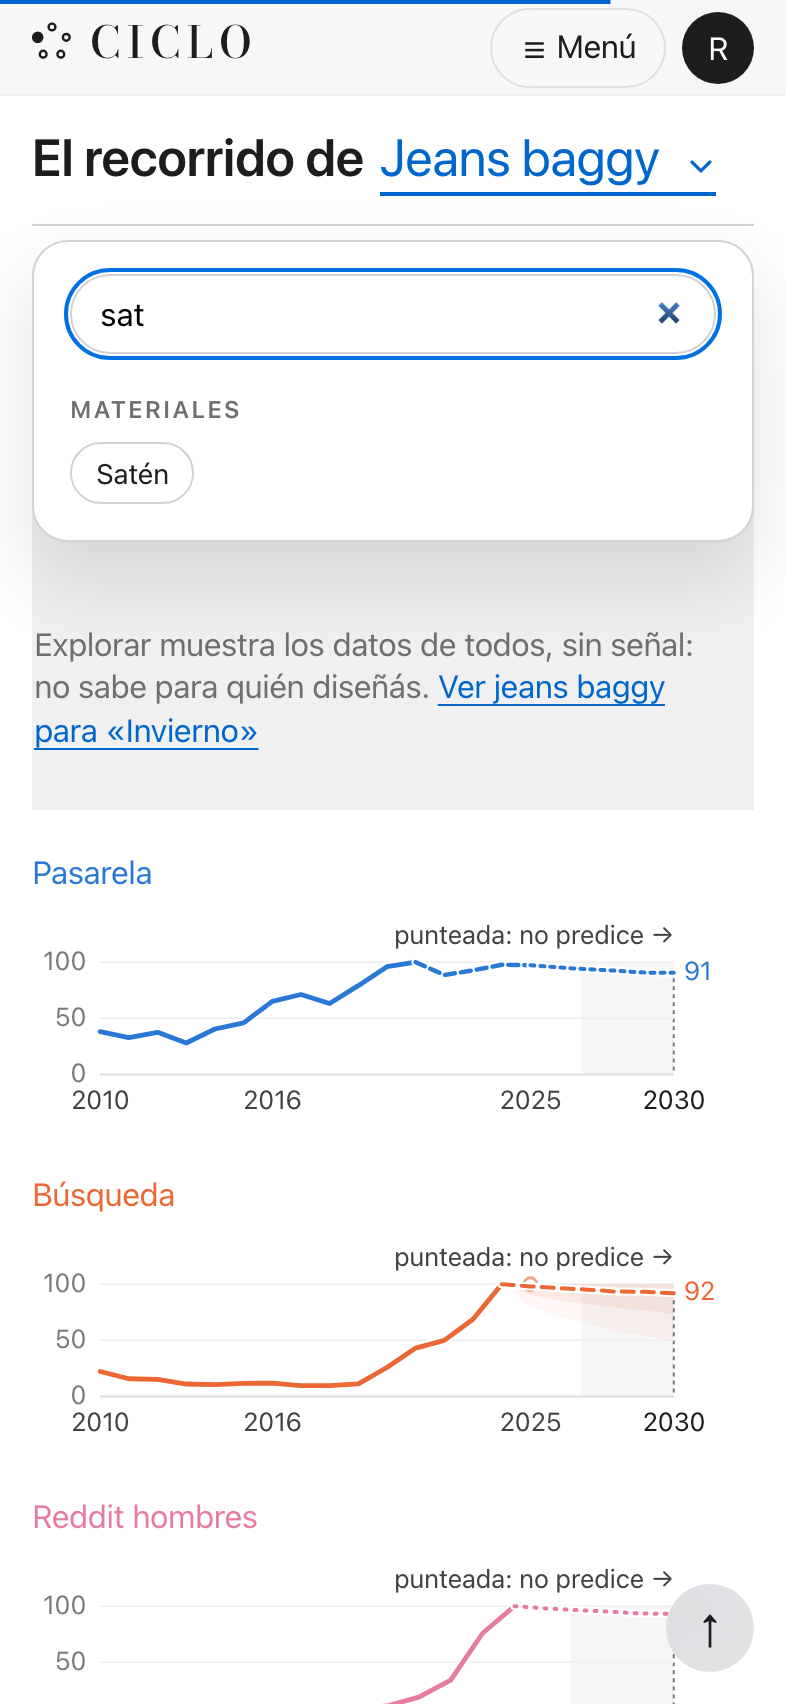 CICLO
≡ Menú
R
El recorrido de Jeans baggy
sat
MATERIALES
Satén
Explorar muestra los datos de todos, sin señal:
no sabe para quién diseñás. Ver jeans baggy
para «Invierno»
Pasarela
punteada: no predice →
100
91
50
0
2010 2016 2025 2030
Búsqueda
punteada: no predice →
100
92
50
0
2010 2016 2025 2030
Reddit hombres
punteada: no predice →
100
↑
50